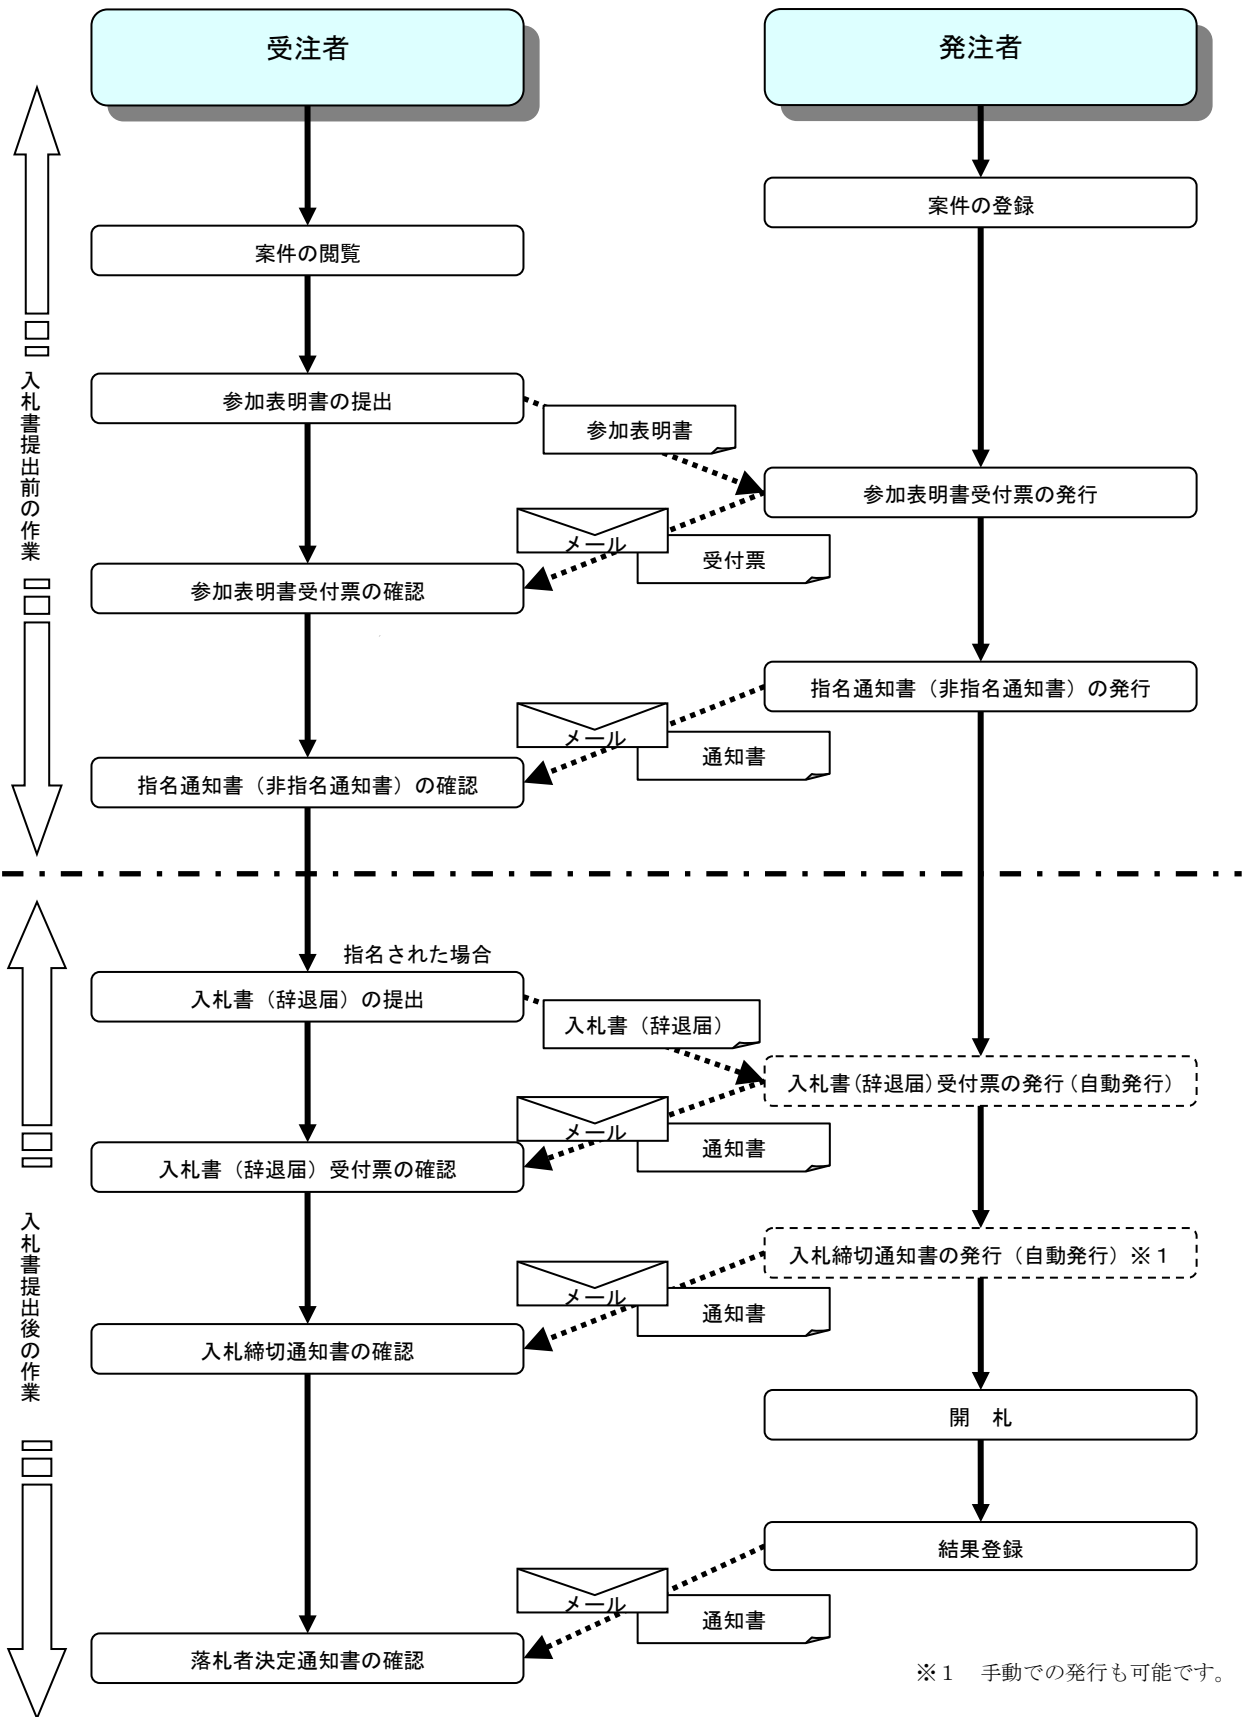 受注者
発注者
案件の登録
案件の閲覧
入札書提出前の作業
参加表明書の提出
参加表明書
参加表明書受付票の発行
メール
受付票
参加表明書受付票の確認
指名通知書（非指名通知書）の発行
メール
通知書
指名通知書（非指名通知書）の確認
指名された場合
入札書（辞退届）の提出
入札書（辞退届）
入札書（辞退届）受付票の発行（自動発行）
メール
通知書
入札書（辞退届）受付票の確認
入札書提出後の作業
入札締切通知書の発行（自動発行）※１
メール
通知書
入札締切通知書の確認
開　札
結果登録
メール
通知書
落札者決定通知書の確認
※１　手動での発行も可能です。